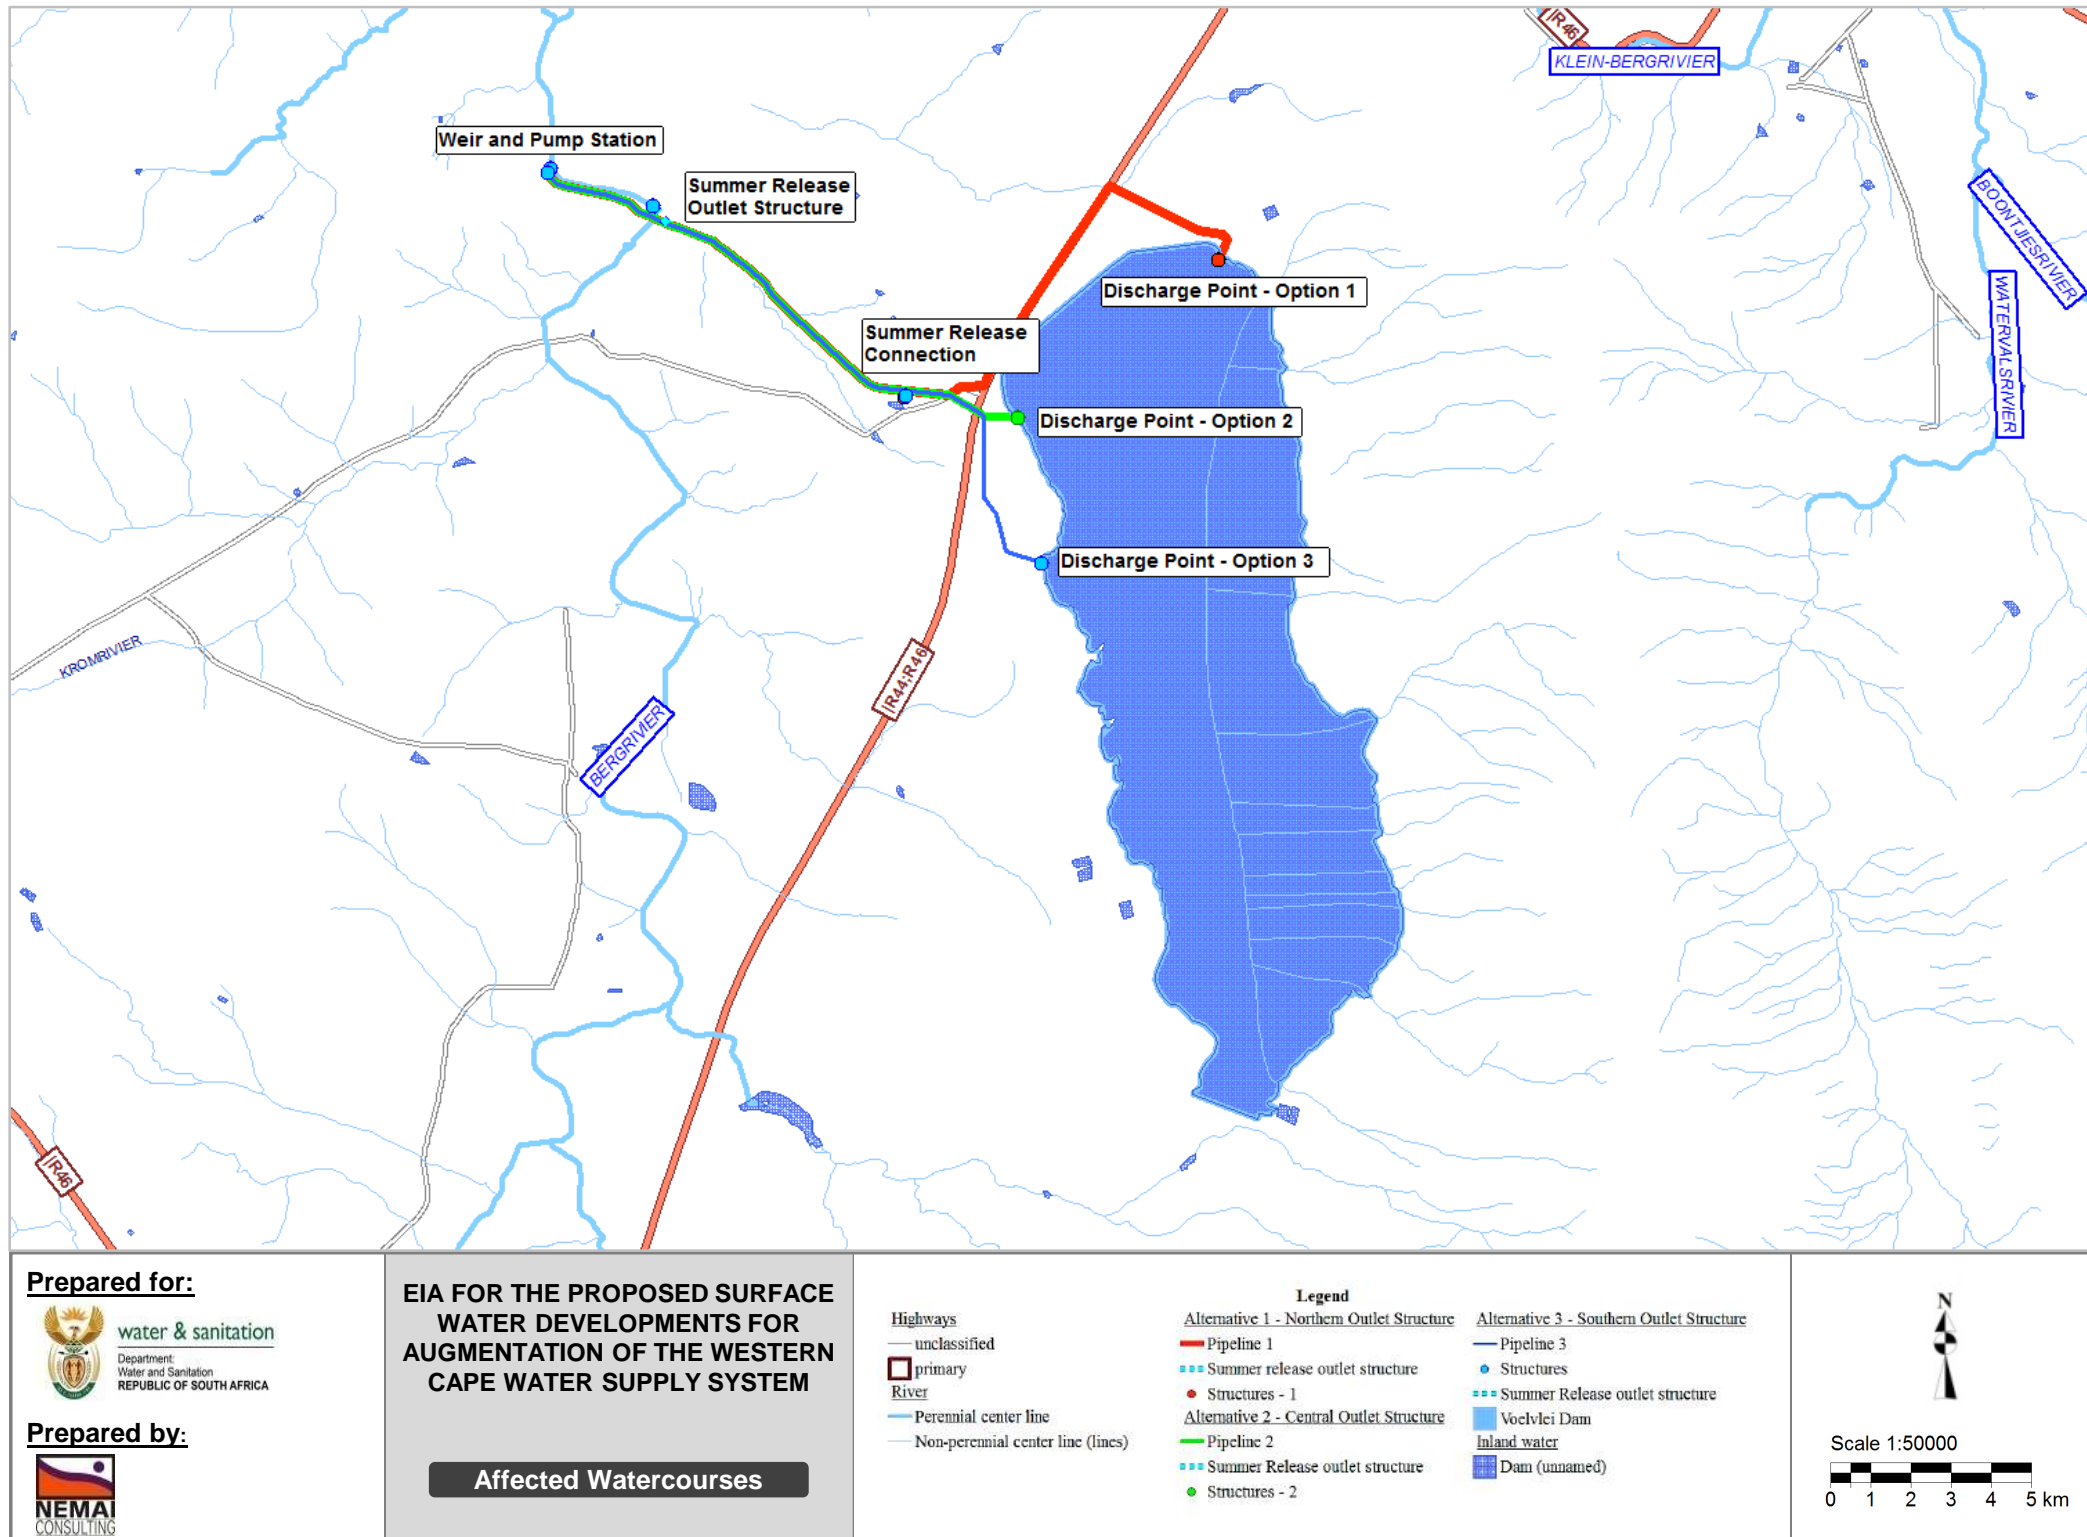 |R46
KLEIN-BERGRIVIER
Weir and Pump Station
Summer Release
Outlet Structure
BOONTJIESRIVIER
WATERVALSRIVIER
Discharge Point - Option 1
Summer Release
Connection
Discharge Point - Option 2
Discharge Point - Option 3
KROMRIVIER
|R44;R46
BERGRIVIER
|R46
Prepared for:
water & sanitation
Department:
Water and Sanitation
REPUBLIC OF SOUTH AFRICA
Prepared by:
NEMAI
CONSULTING
EIA FOR THE PROPOSED SURFACE
WATER DEVELOPMENTS FOR
AUGMENTATION OF THE WESTERN
CAPE WATER SUPPLY SYSTEM
Affected Watercourses
Legend
Highways
unclassified
primary
River
Perennial center line
Non-perennial center line (lines)
Alternative 1 - Northern Outlet Structure
Pipeline 1
Summer release outlet structure
Structures - 1
Alternative 2 - Central Outlet Structure
Pipeline 2
Summer Release outlet structure
Structures - 2
Alternative 3 - Southern Outlet Structure
Pipeline 3
Structures
Summer Release outlet structure
Voelvlei Dam
Inland water
Dam (unnamed)
N
Scale 1:50000
0 1 2 3 4 5 km